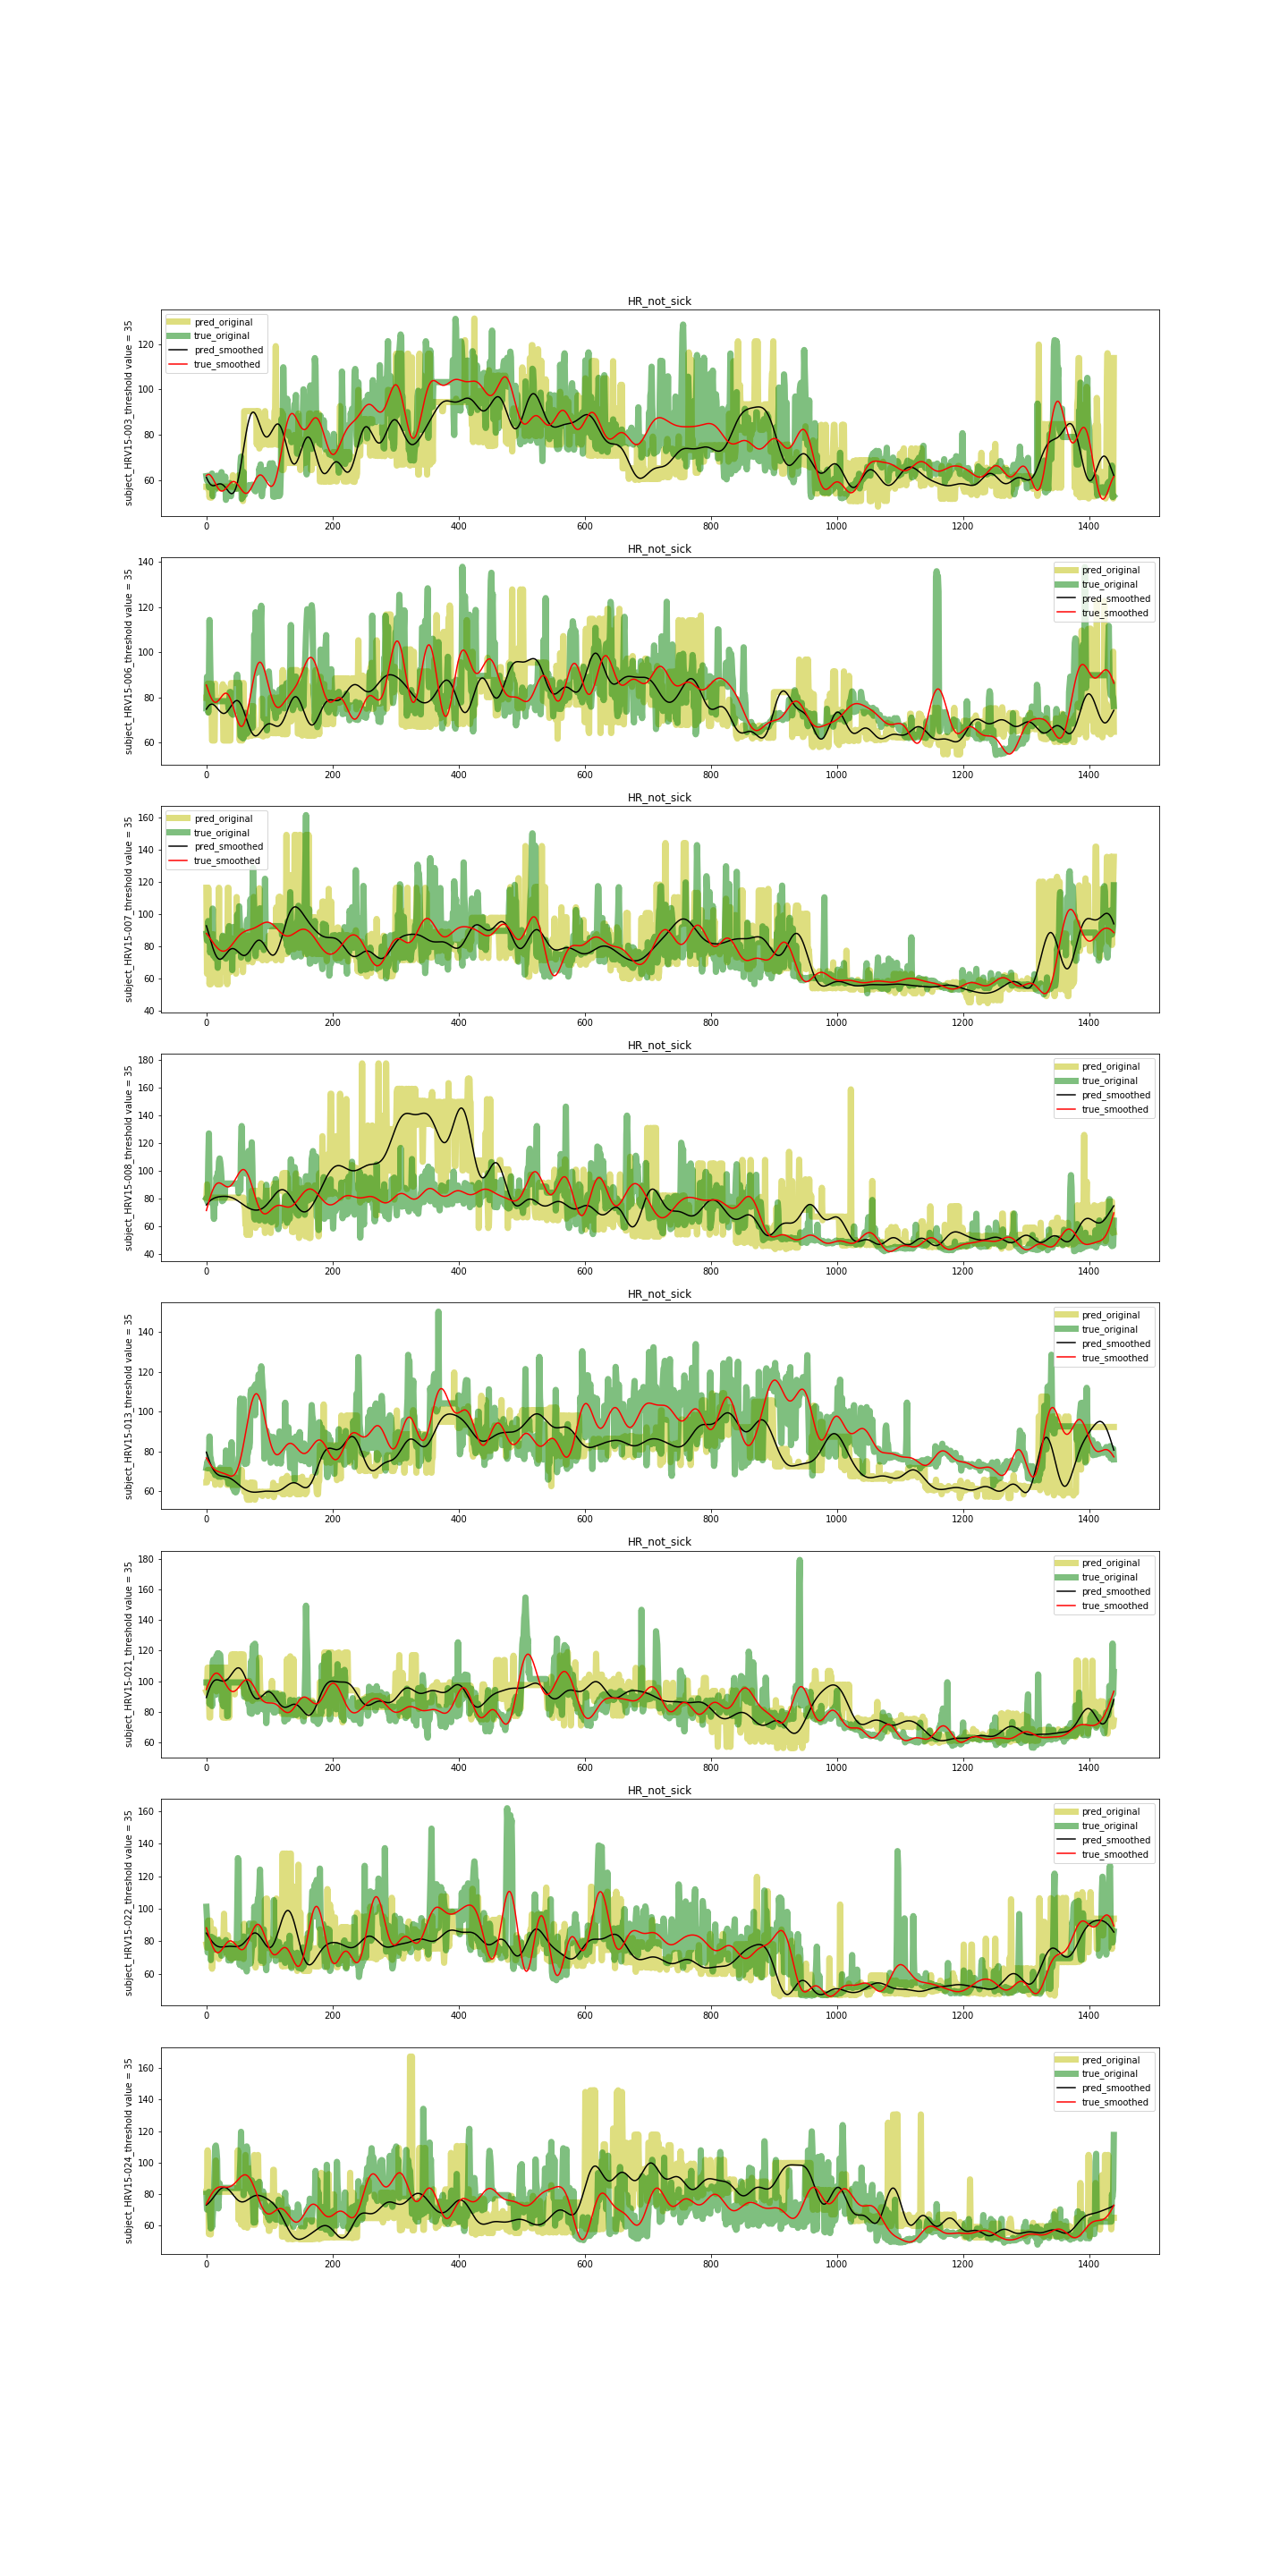 HR_not_sick
subject_HRV15-003_threshold value = 35
120
100
80
60
pred_original
true_original
pred_smoothed
true_smoothed
0 200 400 600 800 1000 1200 1400
HR_not_sick
subject_HRV15-006_threshold value = 35
140
120
100
80
60
pred_original
true_original
pred_smoothed
true_smoothed
0 200 400 600 800 1000 1200 1400
HR_not_sick
subject_HRV15-007_threshold value = 35
160
140
120
100
80
60
40
pred_original
true_original
pred_smoothed
true_smoothed
0 200 400 600 800 1000 1200 1400
HR_not_sick
subject_HRV15-008_threshold value = 35
180
160
140
120
100
80
60
40
pred_original
true_original
pred_smoothed
true_smoothed
0 200 400 600 800 1000 1200 1400
HR_not_sick
subject_HRV15-013_threshold value = 35
140
120
100
80
60
pred_original
true_original
pred_smoothed
true_smoothed
0 200 400 600 800 1000 1200 1400
HR_not_sick
subject_HRV15-021_threshold value = 35
180
160
140
120
100
80
60
pred_original
true_original
pred_smoothed
true_smoothed
0 200 400 600 800 1000 1200 1400
HR_not_sick
subject_HRV15-022_threshold value = 35
160
140
120
100
80
60
pred_original
true_original
pred_smoothed
true_smoothed
0 200 400 600 800 1000 1200 1400
subject_HRV15-024_threshold value = 35
160
140
120
100
80
60
pred_original
true_original
pred_smoothed
true_smoothed
0 200 400 600 800 1000 1200 1400